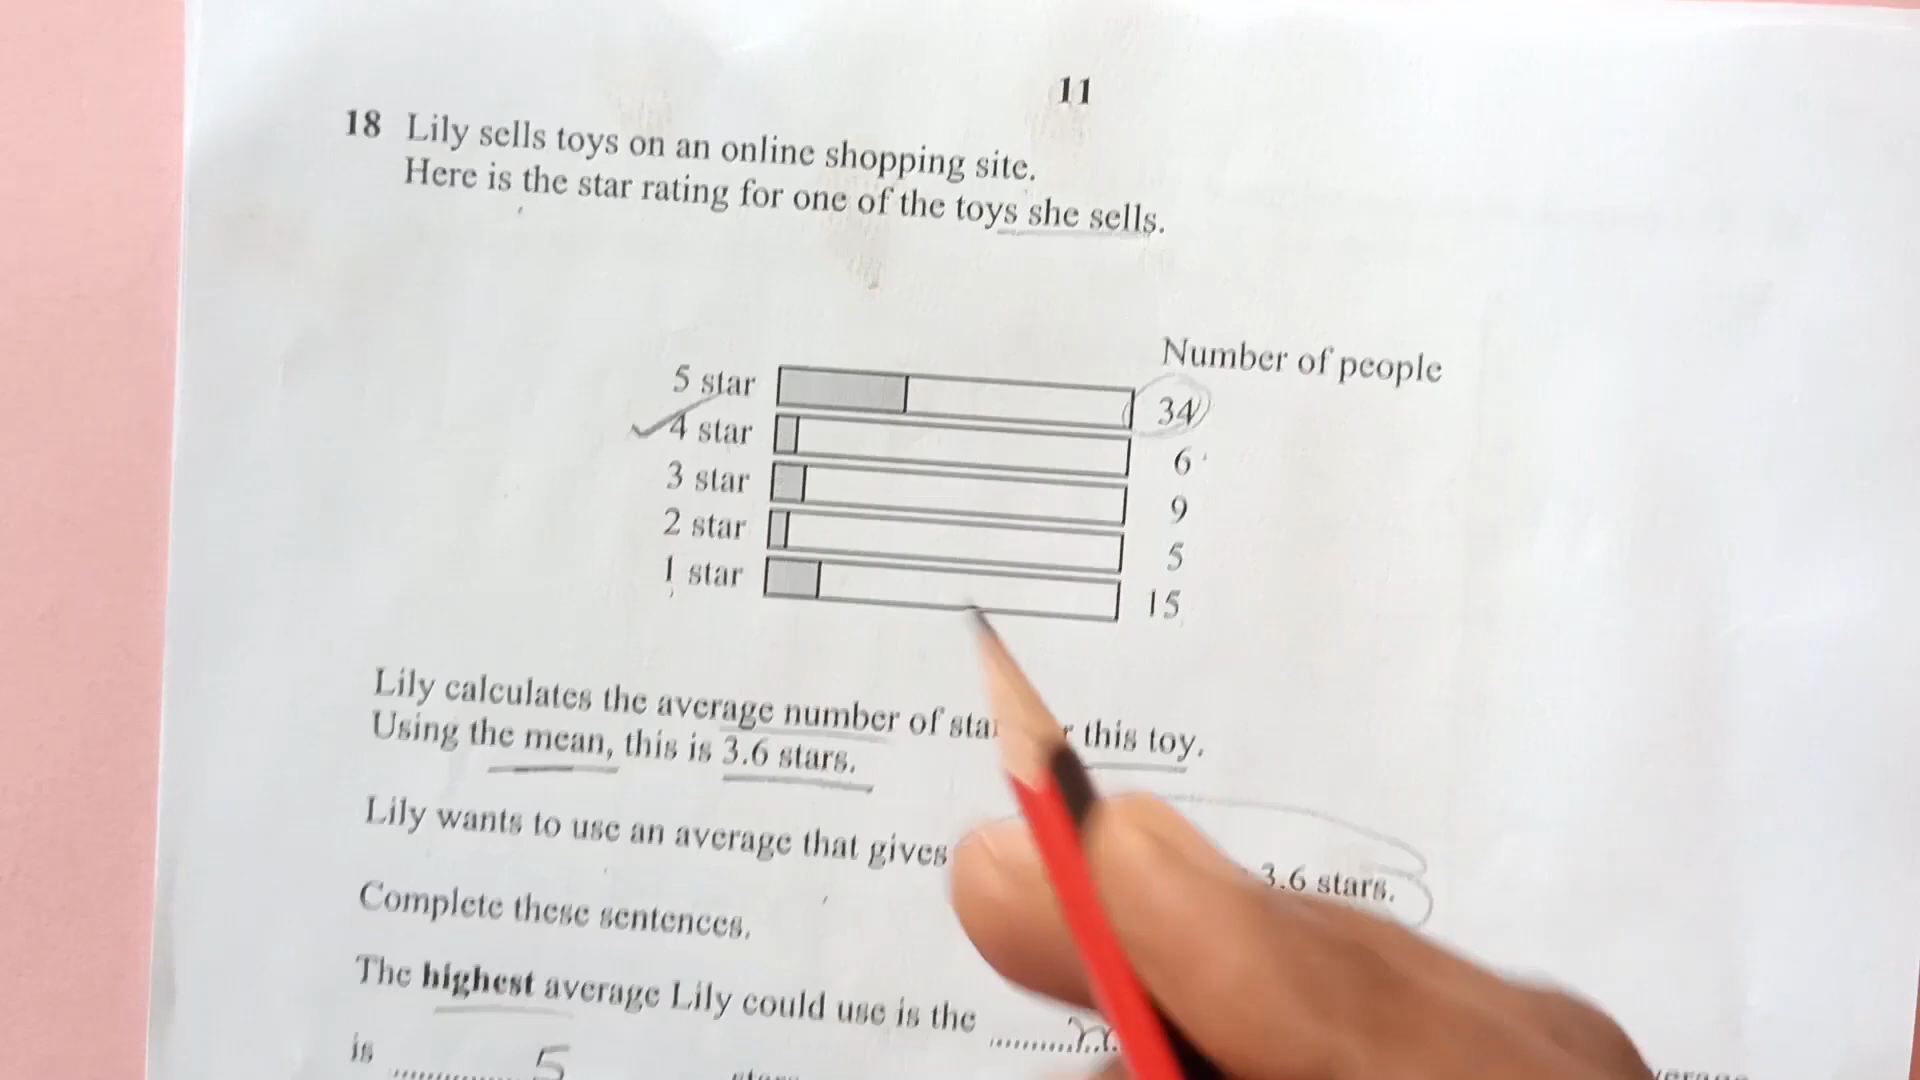 11
18 Lily sells toys on an online shopping site.
Here is the star rating for one of the toys she sells.
Number of people
5 star 34
4 star 6
3 star 9
2 star 5
1 star 15
Lily calculates the average number of this toy.
Using the mean, this is 3.6 stars.
Lily wants to use an average that gives 3.6 stars.
Complete these sentences.
The highest average Lily could use is the
is 5